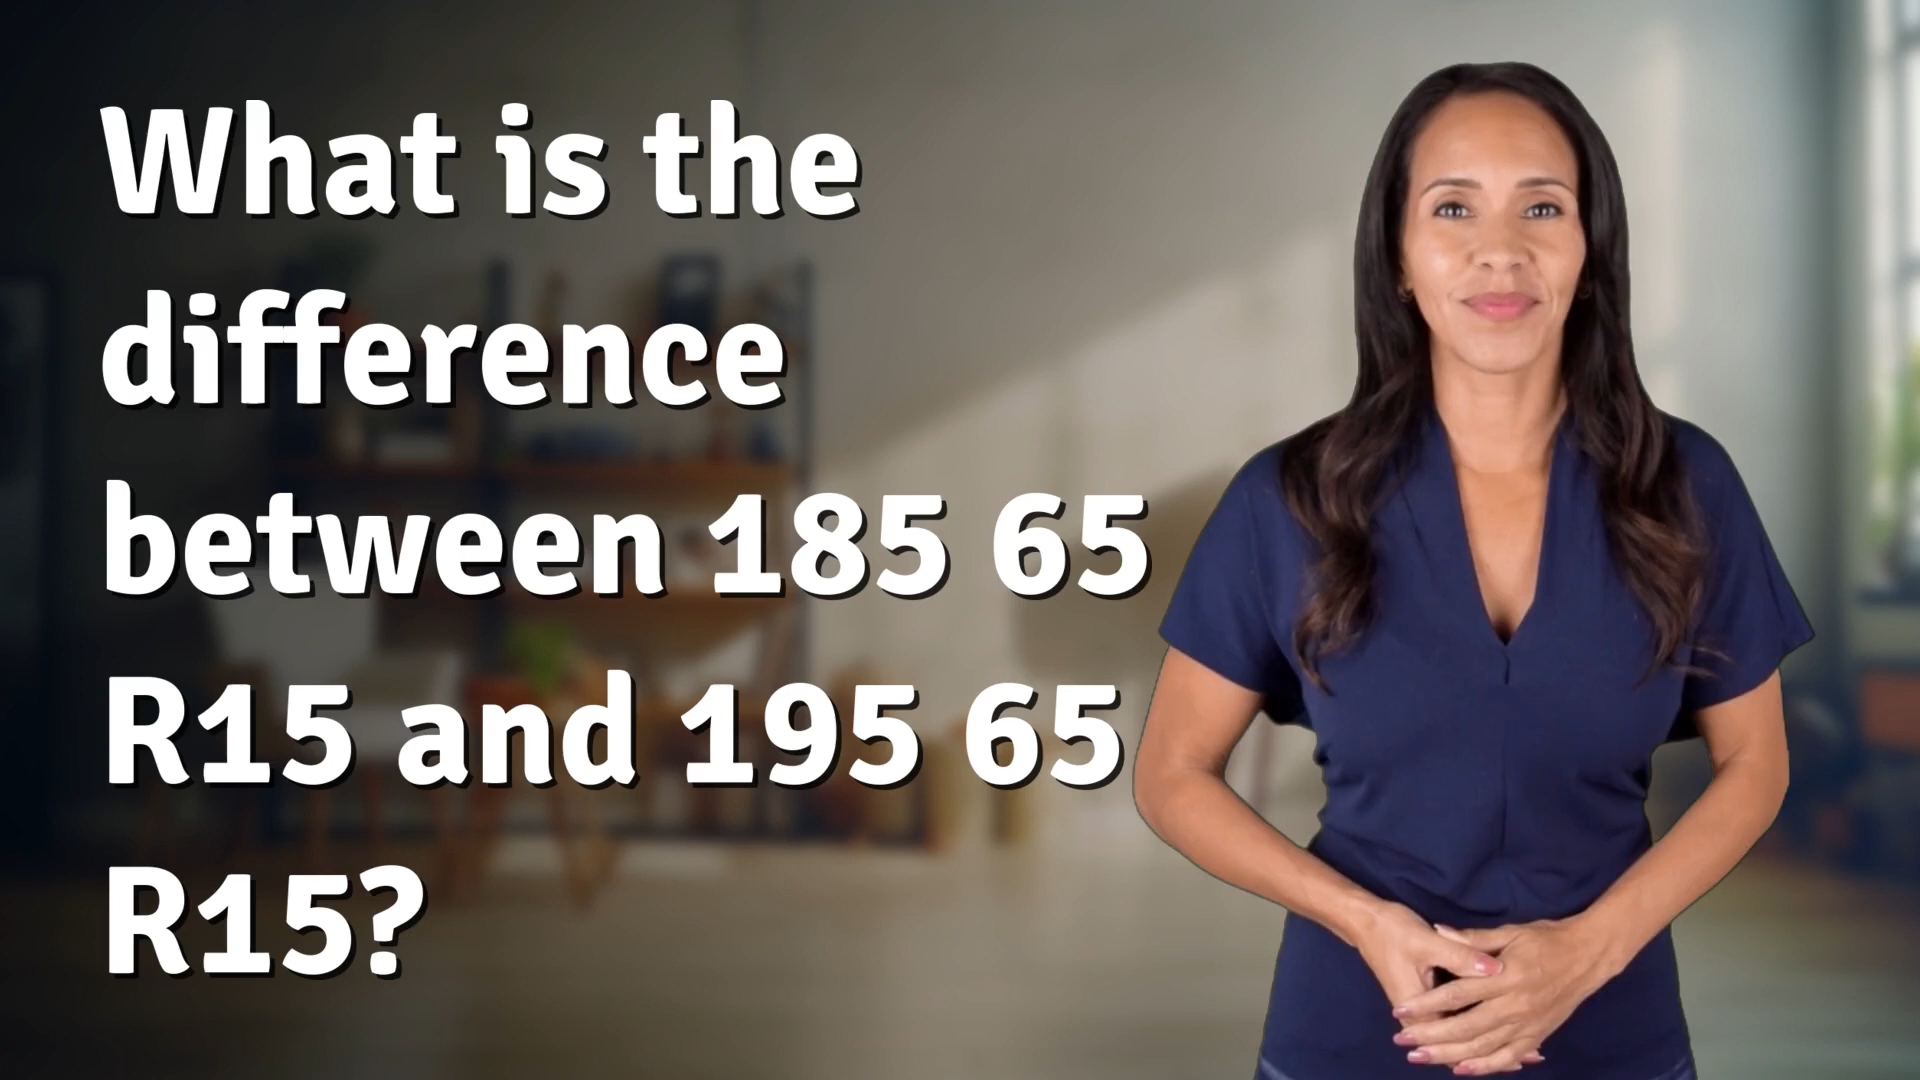 What is the
difference
between 185 65
R15 and 195 65
R15?